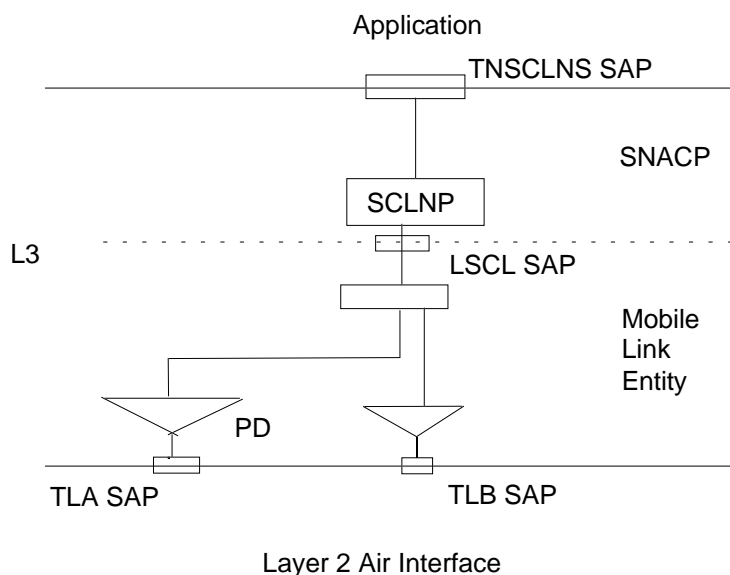 Application
TNSCLNS SAP
SNACP
SCLNP
L3
LSCL SAP
Mobile
Link
Entity
PD
TLA SAP
TLB SAP
Layer 2 Air Interface